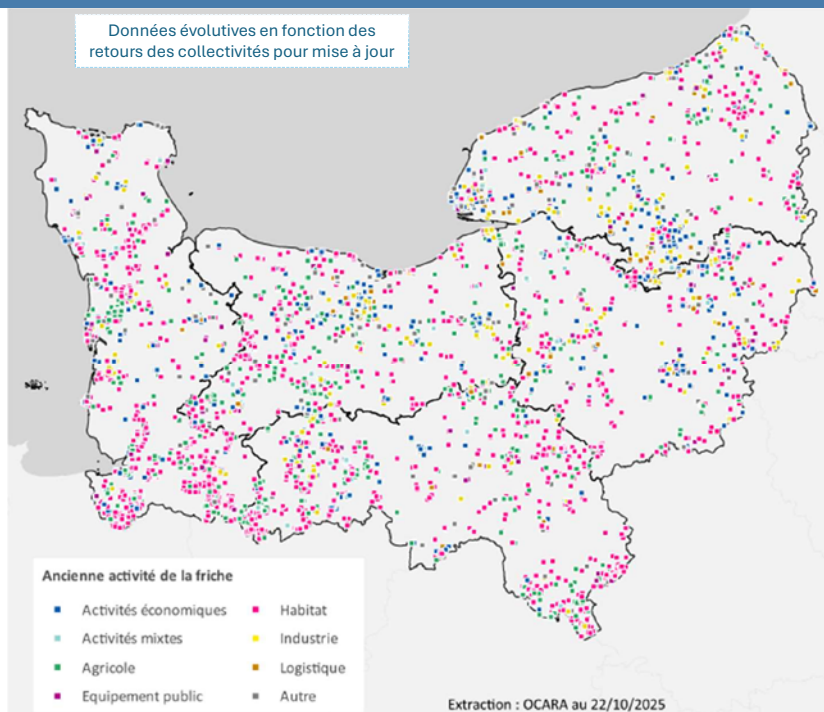 Données évolutives en fonction des
retours des collectivités pour mise à jour
Ancienne activité de la friche
Activités économiques
Habitat
Activités mixtes
Industrie
Agricole
Logistique
Equipement public
Autre
Extraction : OCARA au 22/10/2025